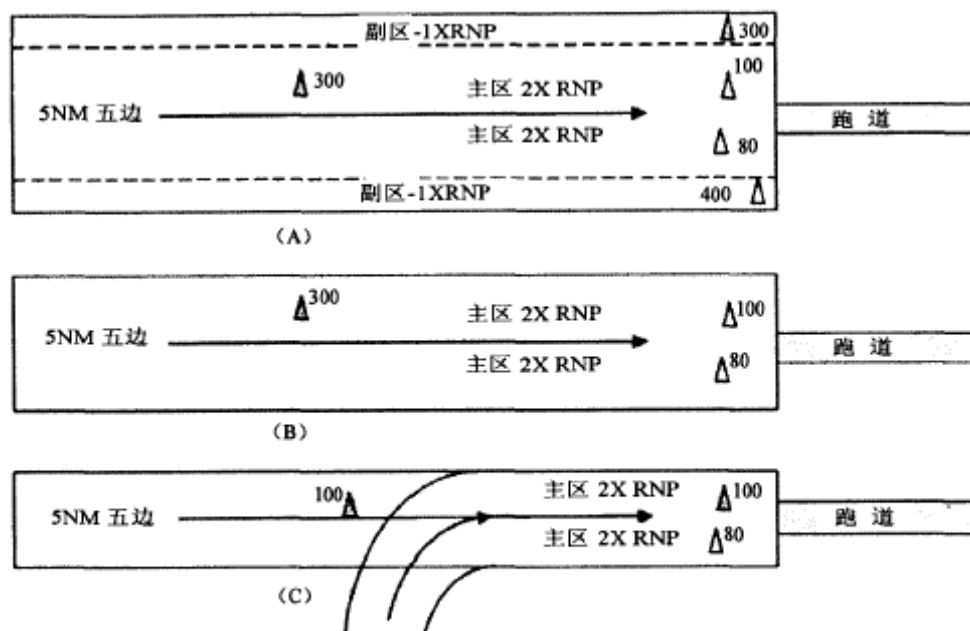 副区-1XRNP
300
300
主区 2X RNP
100
5NM 五边
跑 道
主区 2X RNP
80
副区-1XRNP
400
(A)
300
主区 2X RNP
100
5NM 五边
跑 道
主区 2X RNP
80
(B)
100
主区 2X RNP
100
5NM 五边
跑 道
主区 2X RNP
80
(C)